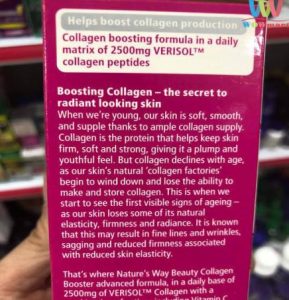 Helps boost collagen production
Collagen boosting formula in a daily
matrix of 2500mg VERISOL™
collagen peptides
Boosting Collagen – the secret to
radiant looking skin
When we're young, our skin is soft, smooth,
and supple thanks to ample collagen supply.
Collagen is the protein that helps keep skin
firm, soft and strong, giving it a plump and
youthful feel. But collagen declines with age,
as our skin's natural 'collagen factories'
begin to wind down and lose the ability to
make and store collagen. This is when we
start to see the first visible signs of ageing –
as our skin loses some of its natural
elasticity, firmness and radiance. It is known
that this may result in fine lines and wrinkles,
sagging and reduced firmness associated
with reduced skin elasticity.
That's where Nature's Way Beauty Collagen
Booster advanced formula, in a daily base of
2500mg of VERISOL™ Collagen with a